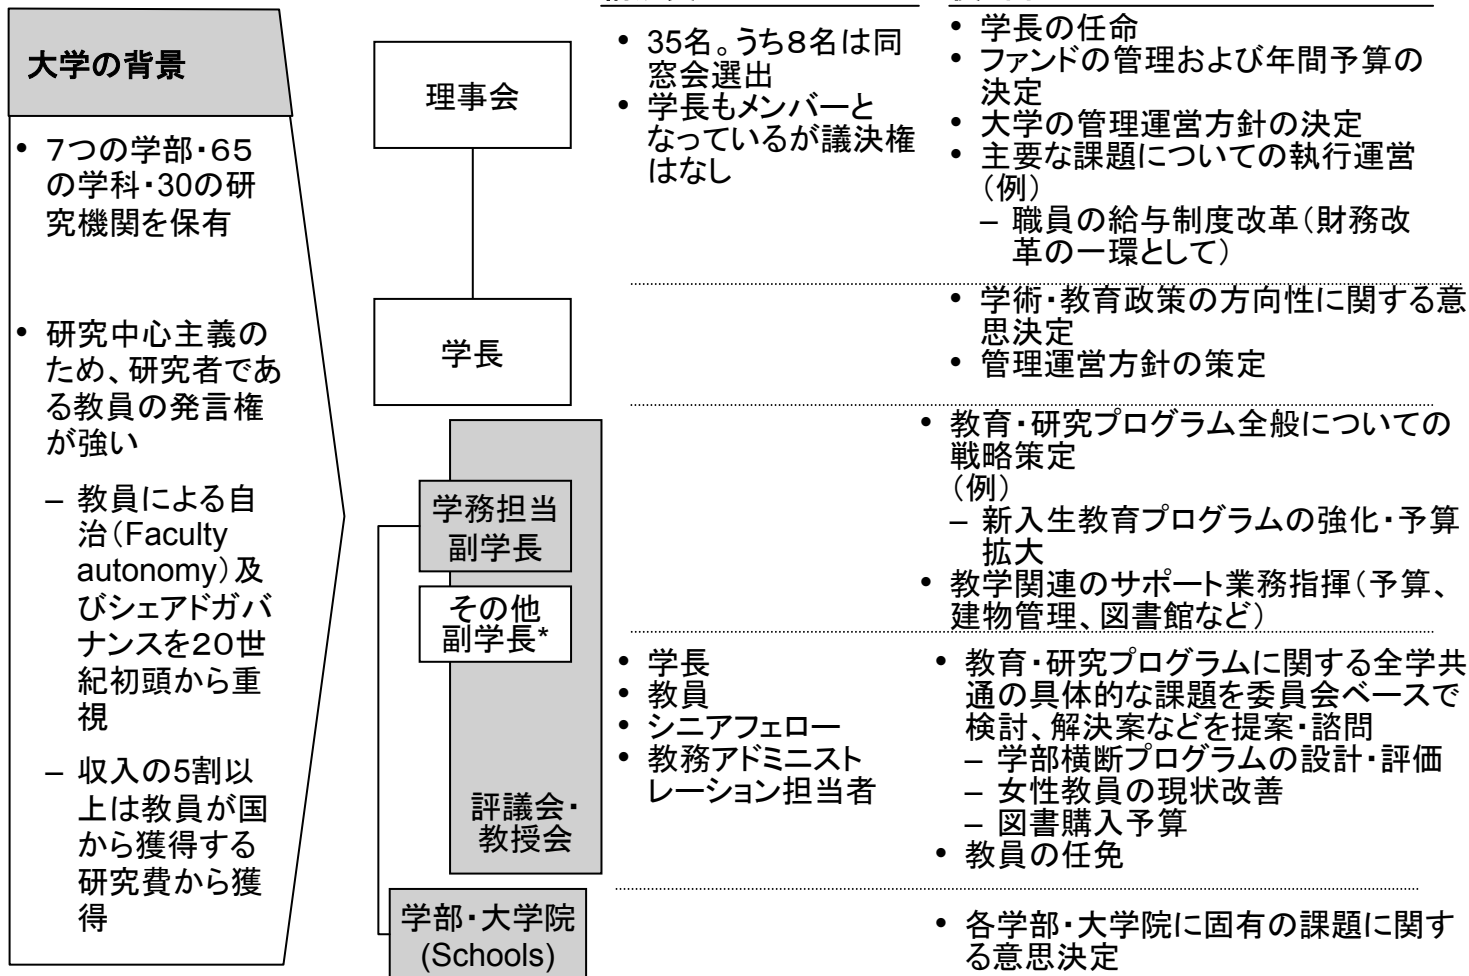 大学の背景
• 7つの学部・65
の学科・30の研
究機関を保有
• 研究中心主義の
ため、研究者であ
る教員の発言権
が強い
– 教員による自
治(Faculty
autonomy)及
びシェアドガバ
ナンスを20世
紀初頭から重
視
– 収入の5割以
上は教員が国
から獲得する
研究費から獲
得
理事会
学長
学務担当
副学長
その他
副学長*
評議会・
教授会
学部・大学院
(Schools)
• 35名。うち8名は同
窓会選出
• 学長もメンバーと
なっているが議決権
はなし
• 学長の任命
• ファンドの管理および年間予算の
決定
• 大学の管理運営方針の決定
• 主要な課題についての執行運営
(例)
– 職員の給与制度改革(財務改
革の一環として)
• 学術・教育政策の方向性に関する意
思決定
• 管理運営方針の策定
• 教育・研究プログラム全般についての
戦略策定
(例)
– 新入生教育プログラムの強化・予算
拡大
• 教学関連のサポート業務指揮(予算、
建物管理、図書館など)
• 学長
• 教員
• シニアフェロー
• 教務アドミニスト
レーション担当者
• 教育・研究プログラムに関する全学共
通の具体的な課題を委員会ベースで
検討、解決案などを提案・諮問
– 学部横断プログラムの設計・評価
– 女性教員の現状改善
– 図書購入予算
• 教員の任免
• 各学部・大学院に固有の課題に関す
る意思決定